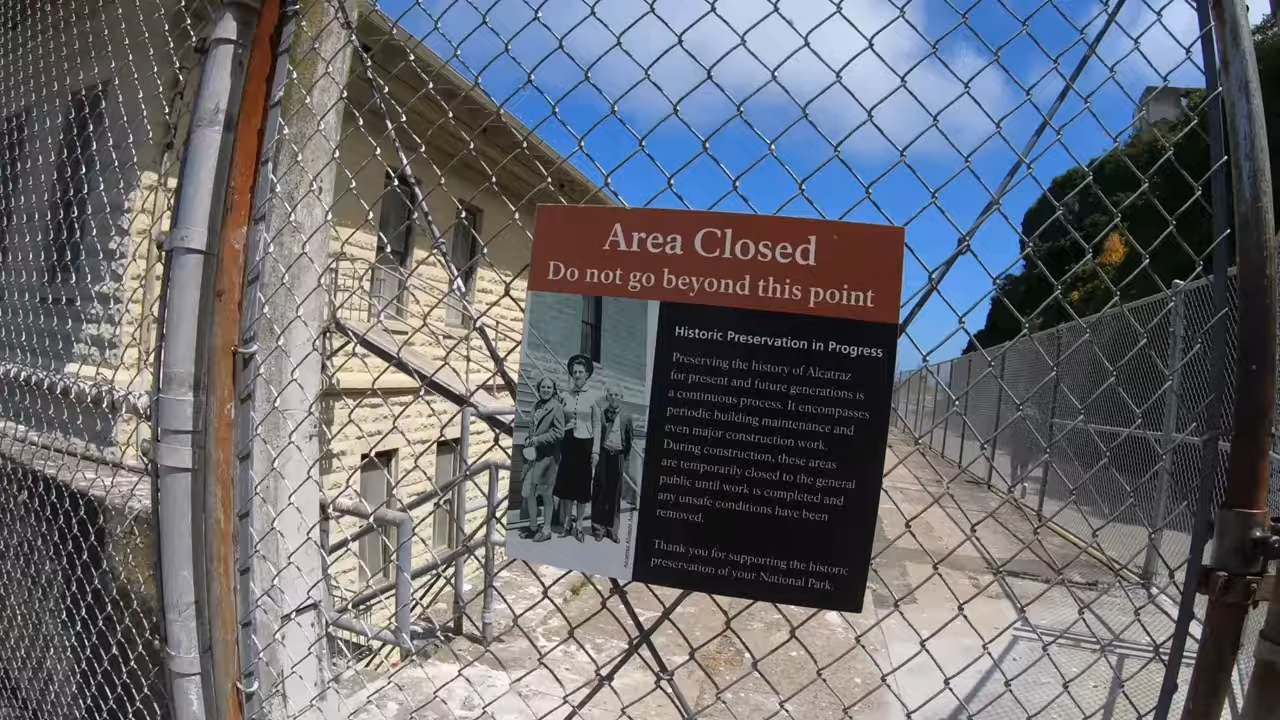 Area Closed
Do not go beyond this point
Historic Preservation in Progress
Preserving the history of Alcatraz
for present and future generations is
a continuous process. It encompasses
periodic building maintenance and
even major construction work.
During construction, these areas
are temporarily closed to the general
public until work is completed and
any unsafe conditions have been
removed.
Thank you for supporting the historic
preservation of your National Park.
Alcatraz